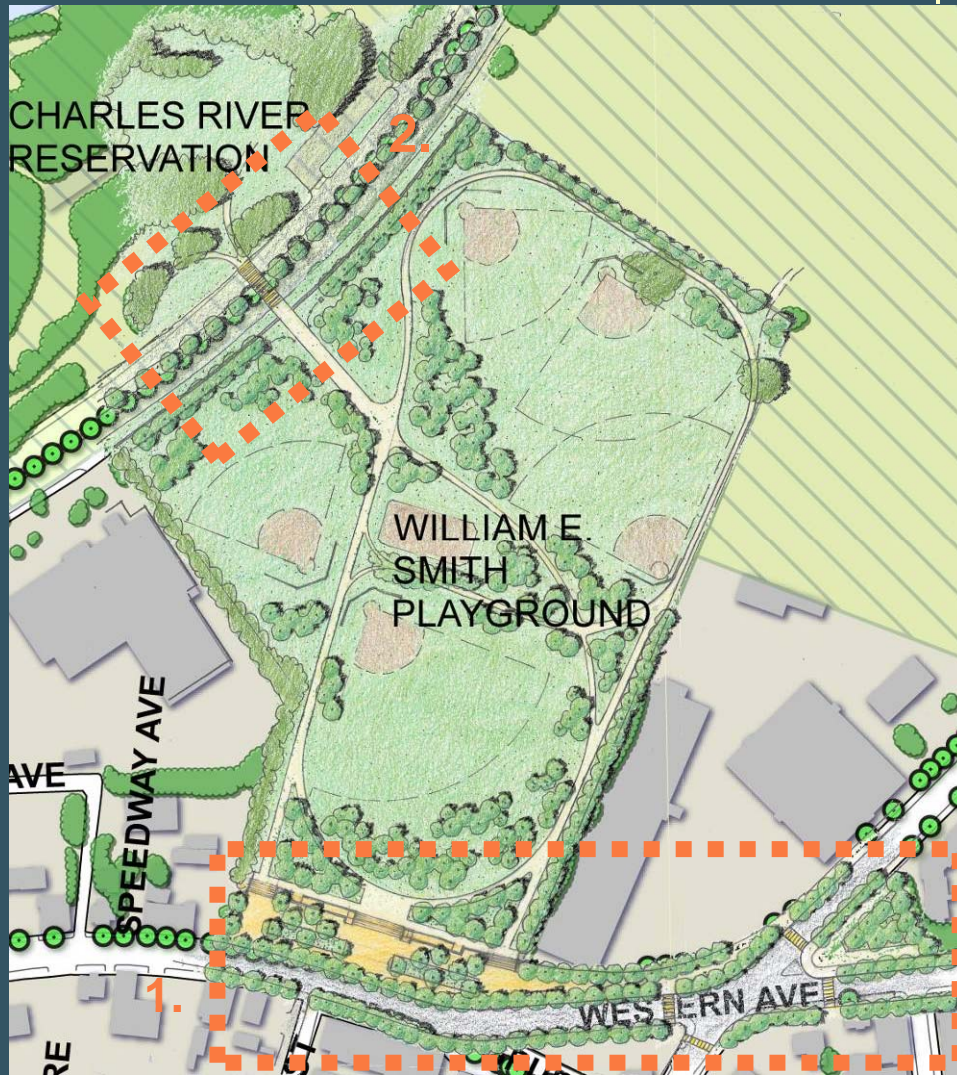 CHARLES RIVER
RESERVATION
2.
WILLIAM E.
SMITH
PLAYGROUND
SPEEDWAY AVE
AVE
1.
WESTERN AVE